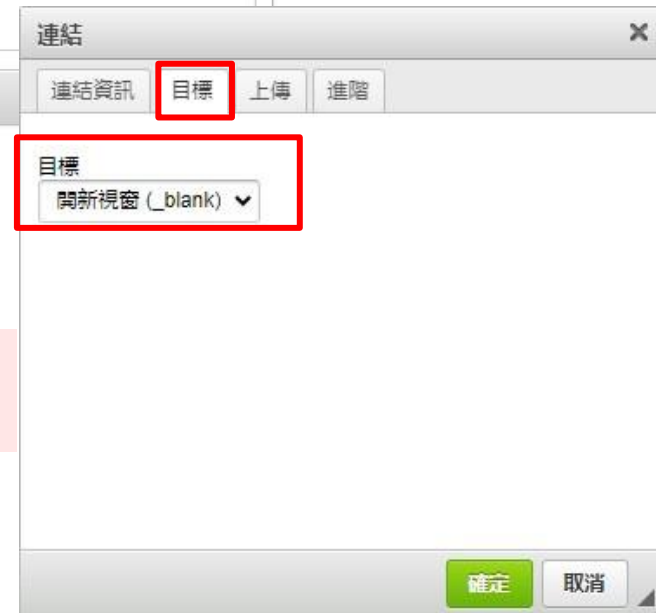 連結
連結資訊 目標 上傳 進階
目標
開新視窗 (_blank)
確定 取消